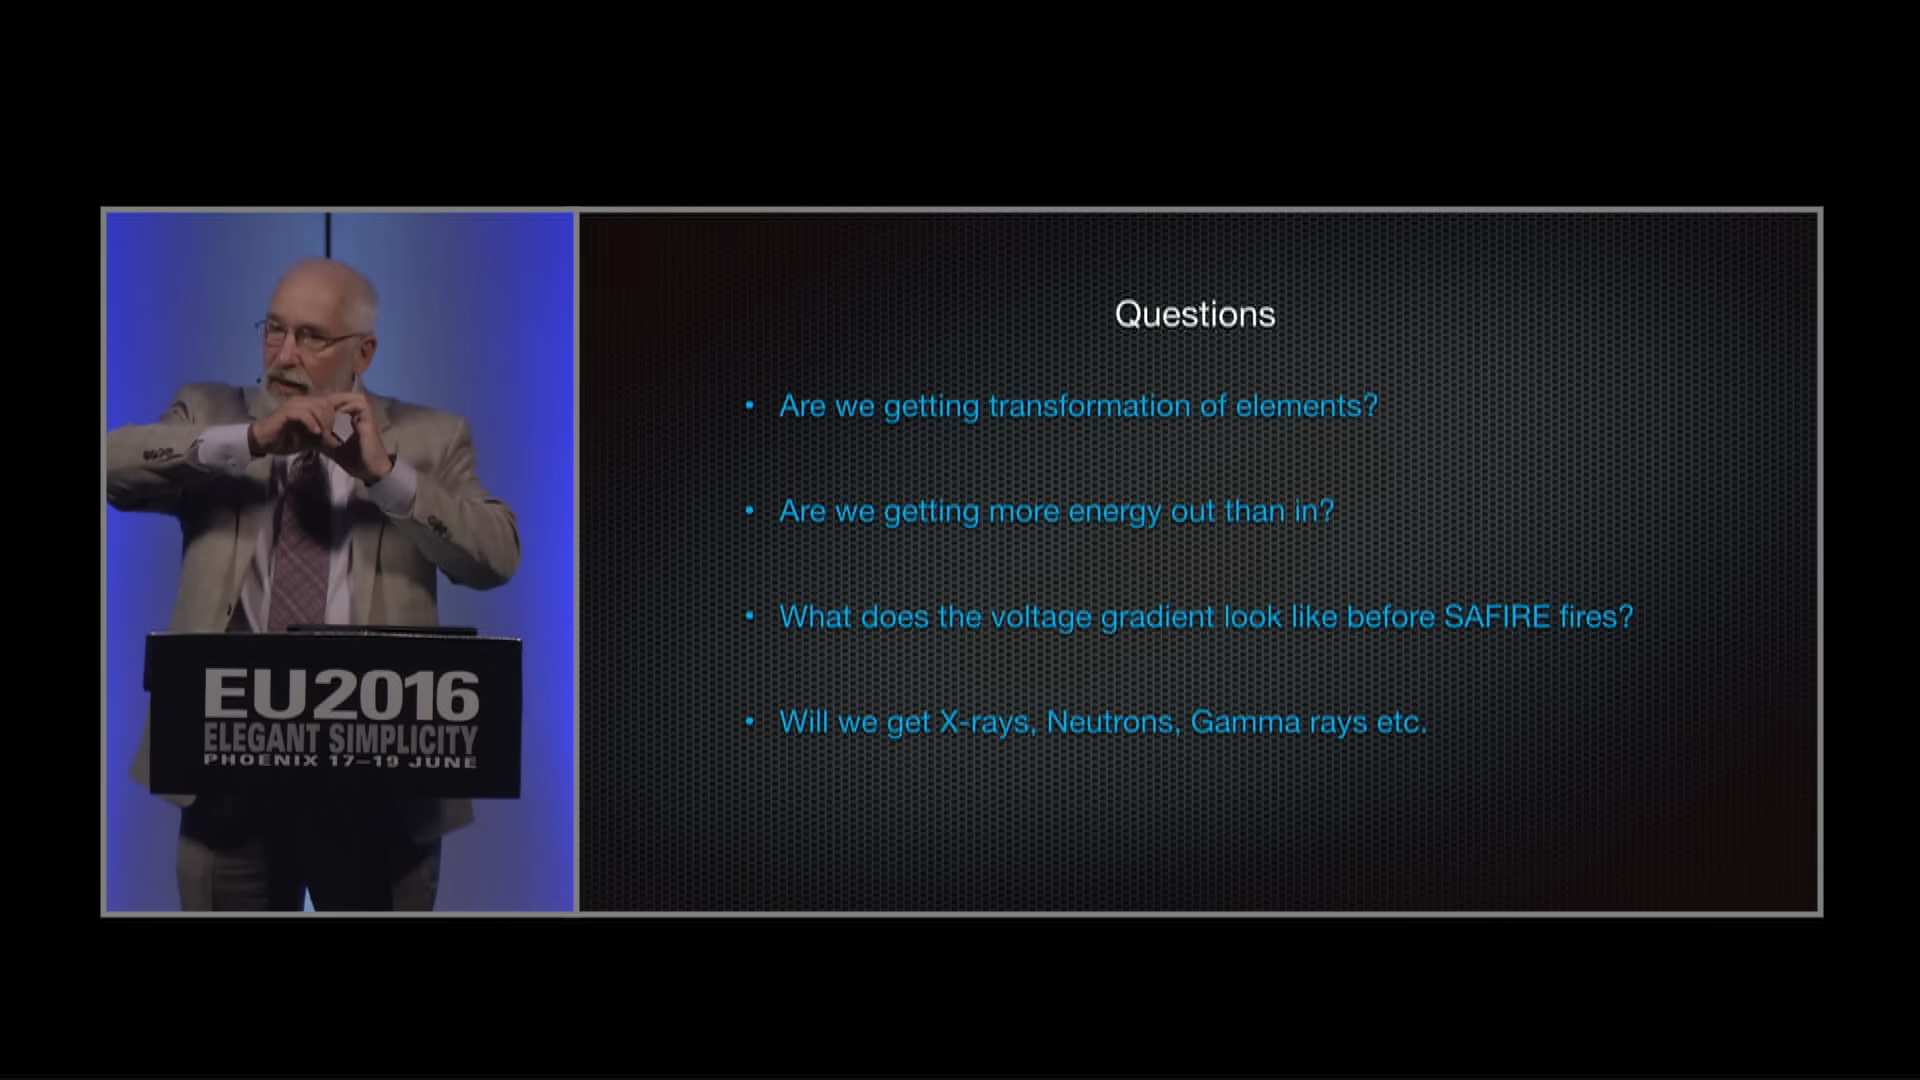 EU2016
ELEGANT SIMPLICITY
PHOENIX 17–19 JUNE
Questions
• Are we getting transformation of elements?
• Are we getting more energy out than in?
• What does the voltage gradient look like before SAFIRE fires?
• Will we get X-rays, Neutrons, Gamma rays etc.